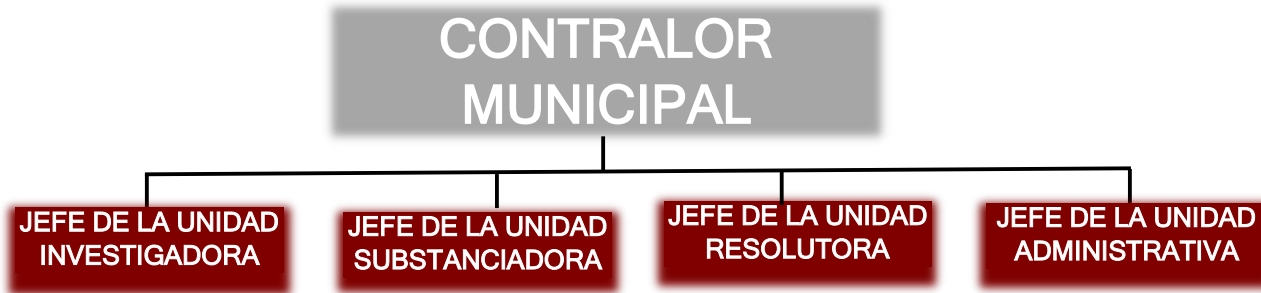 CONTRALOR
MUNICIPAL
JEFE DE LA UNIDAD
INVESTIGADORA
JEFE DE LA UNIDAD
SUBSTANCIADORA
JEFE DE LA UNIDAD
RESOLUTORA
JEFE DE LA UNIDAD
ADMINISTRATIVA